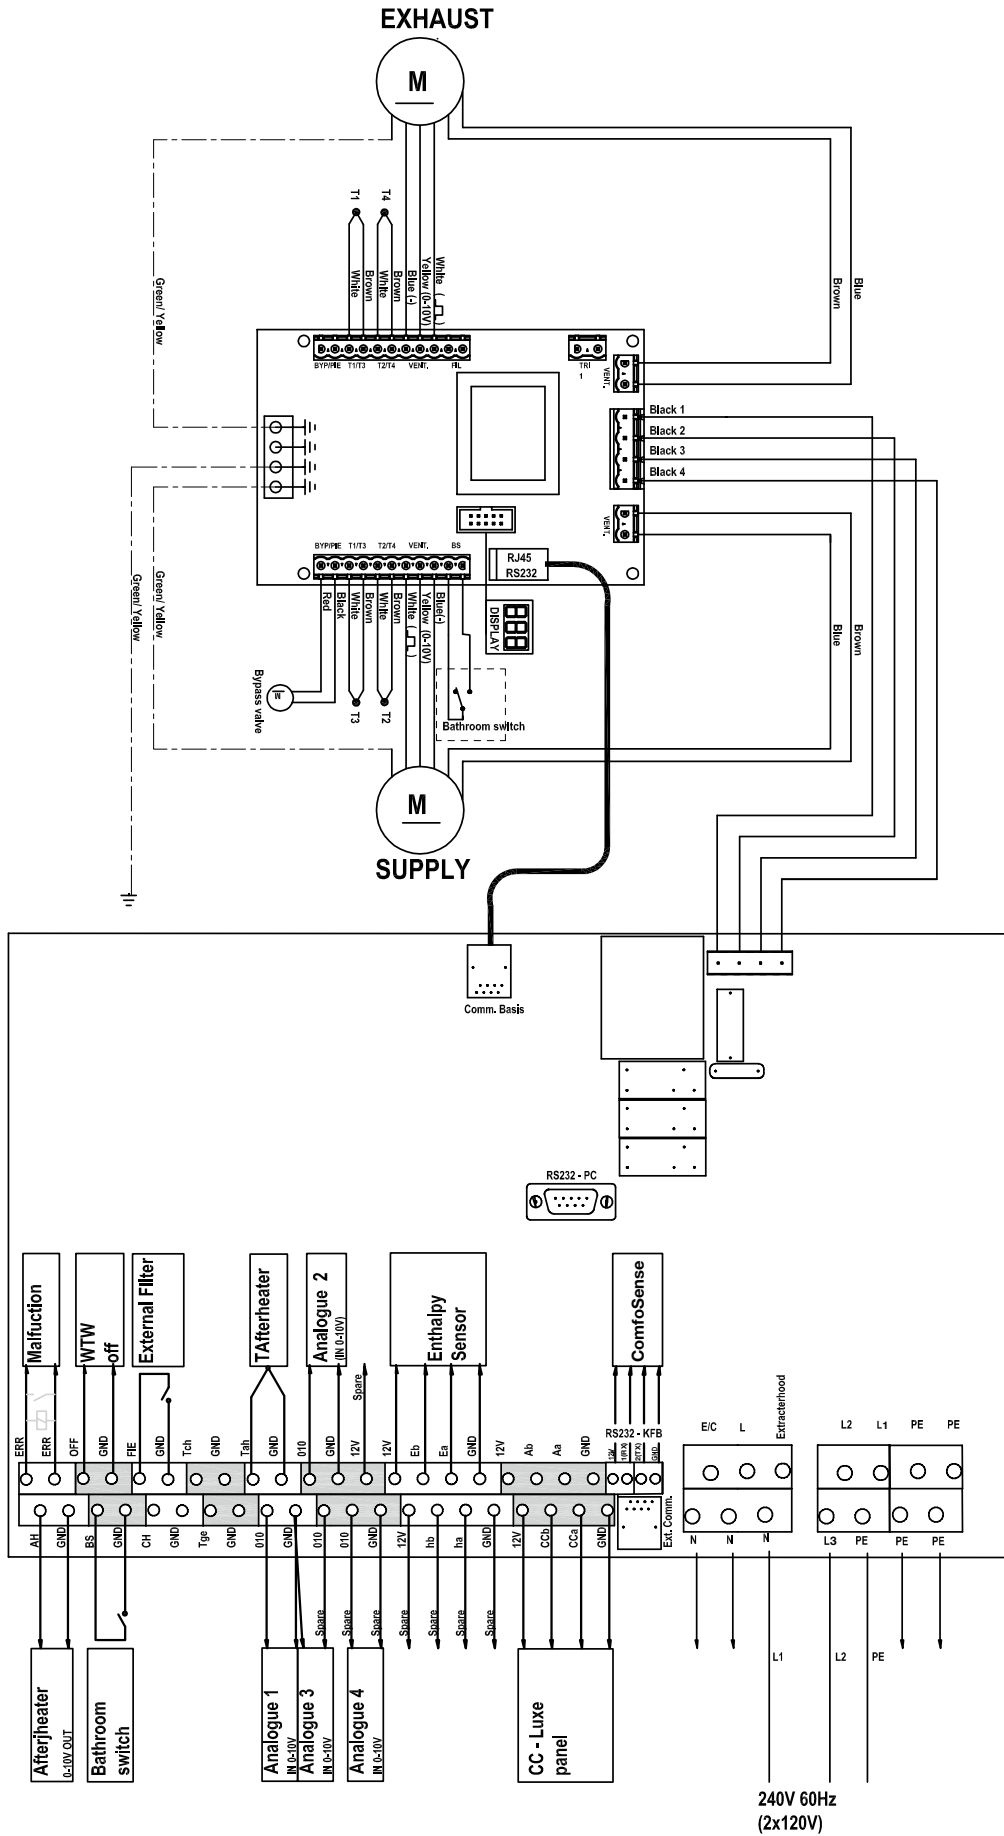 EXHAUST
M
T1
T4
White
Brown
White
Brown
Blue (-)
Yellow (0-10V)
White ( )
Green/ Yellow
Brown
Blue
BYP/PIE T1/T3 T2/T4 VENT. FIL
TRI
1
VENT.
Black 1
Black 2
Black 3
Black 4
VENT.
BYP/PIE T1/T3 T2/T4 VENT. BS
RJ45
RS232
DISPLAY
Red
Black
White
Brown
White
Brown
White ( )
Yellow (0-10V)
Blue(-)
Green/ Yellow
Green/ Yellow
Blue
Brown
Bypass valve
M
T3
T2
Bathroom switch
M
SUPPLY
Comm. Basis
RS232 - PC
Malfuction
WTW
off
External Filter
TAfterheater
Analogue 2
(IN 0-10V)
Spare
Enthalpy
Sensor
ComfoSense
RS232 - KFB
ERR
ERR
OFF
GND
FIE
GND
Tch
GND
Tah
GND
010
GND
12V
12V
Eb
Ea
GND
12V
Ab
Aa
GND
12V
1(RX)
2(TX)
GND
E/C
L
Extracterhood
L2
L1
PE
PE
AH
GND
BS
GND
CH
GND
Tge
GND
010
GND
010
010
GND
12V
hb
ha
GND
12V
CCb
CCa
GND
Ext. Comm.
N
N
N
L3
PE
PE
PE
Spare
Spare
Spare
Spare
Spare
Spare
Spare
L1
L2
PE
Afterjheater
0-10V OUT
Bathroom
switch
Analogue 1
IN 0-10V
Analogue 3
IN 0-10V
Analogue 4
IN 0-10V
CC - Luxe
panel
240V 60Hz
(2x120V)